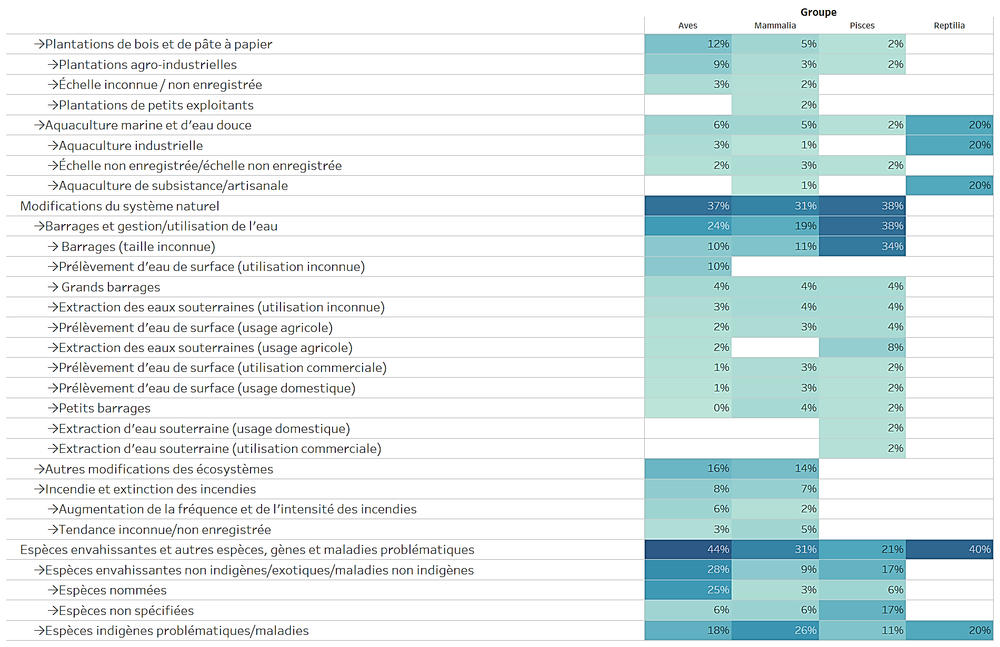 Groupe
Aves Mammalia Pisces Reptilia
→Plantations de bois et de pâte à papier 12% 5% 2%
→Plantations agro-industrielles 9% 3% 2%
→Échelle inconnue / non enregistrée 3% 2%
→Plantations de petits exploitants 2%
→Aquaculture marine et d’eau douce 6% 5% 2% 20%
→Aquaculture industrielle 3% 1% 20%
→Échelle non enregistrée/échelle non enregistrée 2% 3% 2%
→Aquaculture de subsistance/artisanale 1% 20%
Modifications du système naturel 37% 31% 38%
→Barrages et gestion/utilisation de l’eau 24% 19% 38%
→ Barrages (taille inconnue) 10% 11% 34%
→Prélèvement d’eau de surface (utilisation inconnue) 10%
→ Grands barrages 4% 4% 4%
→Extraction des eaux souterraines (utilisation inconnue) 3% 4% 4%
→Prélèvement d’eau de surface (usage agricole) 2% 3% 4%
→Extraction des eaux souterraines (usage agricole) 2% 8%
→Prélèvement d’eau de surface (utilisation commerciale) 1% 3% 2%
→Prélèvement d’eau de surface (usage domestique) 1% 3% 2%
→Petits barrages 0% 4% 2%
→Extraction d’eau souterraine (usage domestique) 2%
→Extraction d’eau souterraine (utilisation commerciale) 2%
→Autres modifications des écosystèmes 16% 14%
→Incendie et extinction des incendies 8% 7%
→Augmentation de la fréquence et de l’intensité des incendies 6% 2%
→Tendance inconnue/non enregistrée 3% 5%
Espèces envahissantes et autres espèces, gènes et maladies problématiques 44% 31% 21% 40%
→Espèces envahissantes non indigènes/exotiques/maladies non indigènes 28% 9% 17%
→Espèces nommées 25% 3% 6%
→Espèces non spécifiées 6% 6% 17%
→Espèces indigènes problématiques/maladies 18% 26% 11% 20%